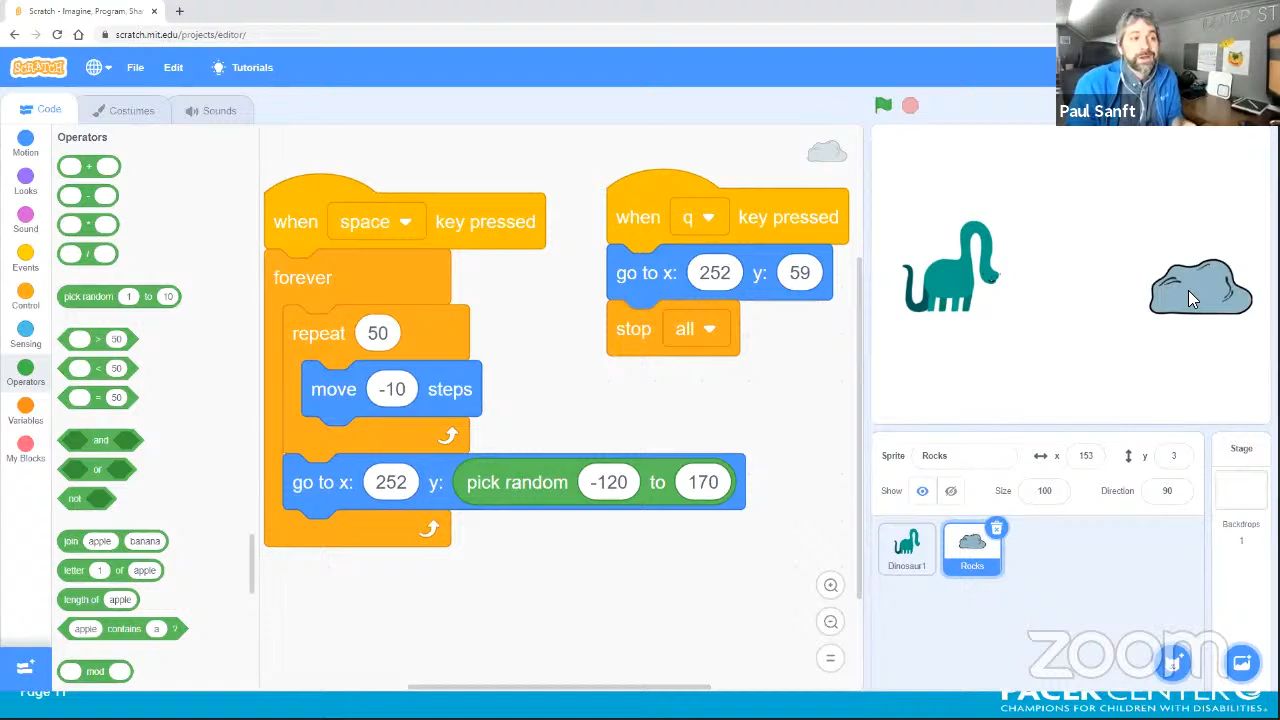 Scratch - Imagine, Program, Sha
scratch.mit.edu/projects/editor/
SCRATCH
File
Edit
Tutorials
Code
Costumes
Sounds
Motion
Looks
Sound
Events
Control
Sensing
Operators
Variables
My Blocks
Operators
+
-
*
/
pick random 1 to 10
> 50
< 50
= 50
and
or
not
join apple banana
letter 1 of apple
length of apple
apple contains a ?
mod
when space key pressed
forever
repeat 50
move -10 steps
go to x: 252 y: pick random -120 to 170
when q key pressed
go to x: 252 y: 59
stop all
Paul Sanft
Sprite Rocks x 153 y 3
Show Size 100 Direction 90
Dinosaur1
Rocks
Stage
Backdrops
1
zoom
Page 11
PACER CENTER
CHAMPIONS FOR CHILDREN WITH DISABILITIES.